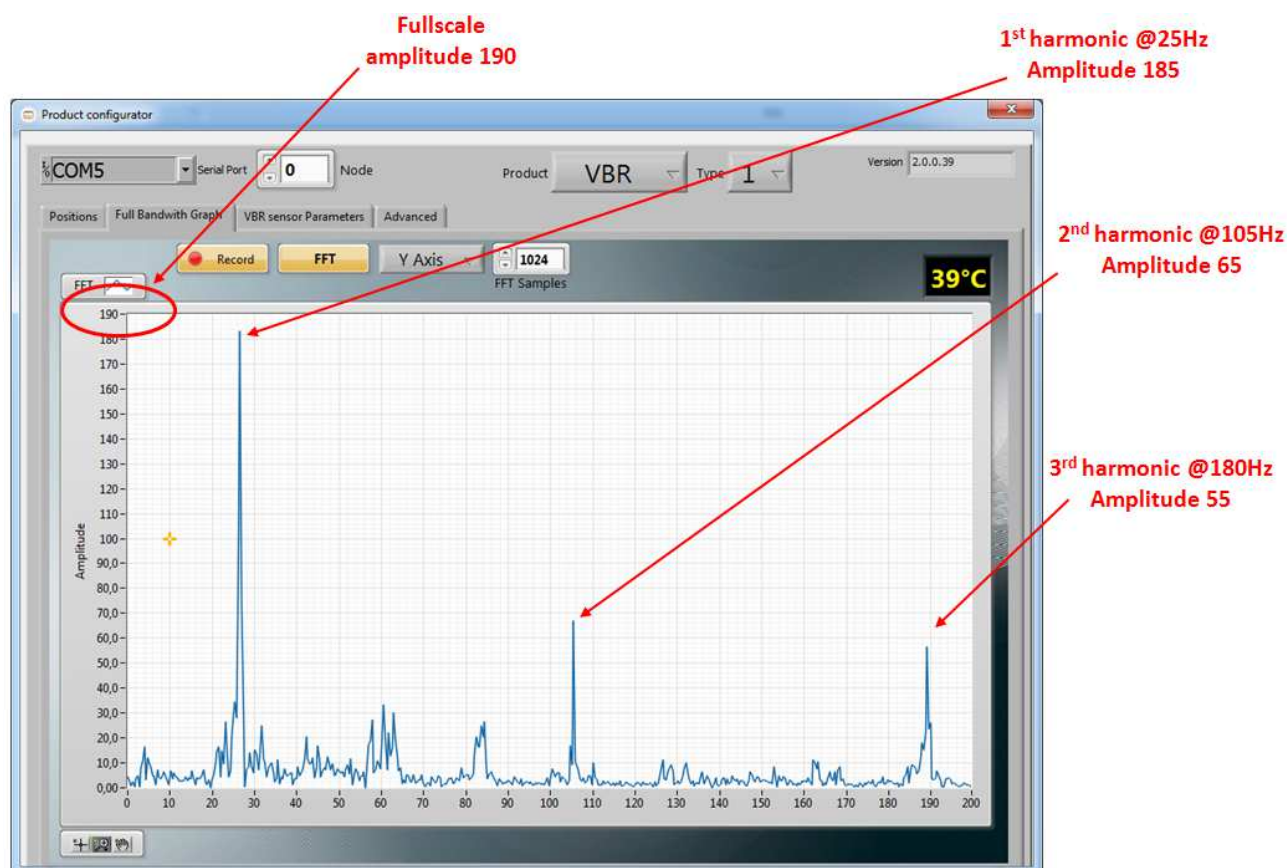 Fullscale
amplitude 190
1st harmonic @25Hz
Amplitude 185
Product configurator
COM5
Serial Port
0
Node
Product
VBR
Type
1
Version
2.0.0.39
Positions
Full Bandwith Graph
VBR sensor Parameters
Advanced
2nd harmonic @105Hz
Amplitude 65
Record
FFT
Y Axis
1024
FFT Samples
39°C
FFT
190
180
170
160
150
140
130
120
110
100
90,0
80,0
70,0
60,0
50,0
40,0
30,0
20,0
10,0
0,00
Amplitude
3rd harmonic @180Hz
Amplitude 55
0 10 20 30 40 50 60 70 80 90 100 110 120 130 140 150 160 170 180 190 200